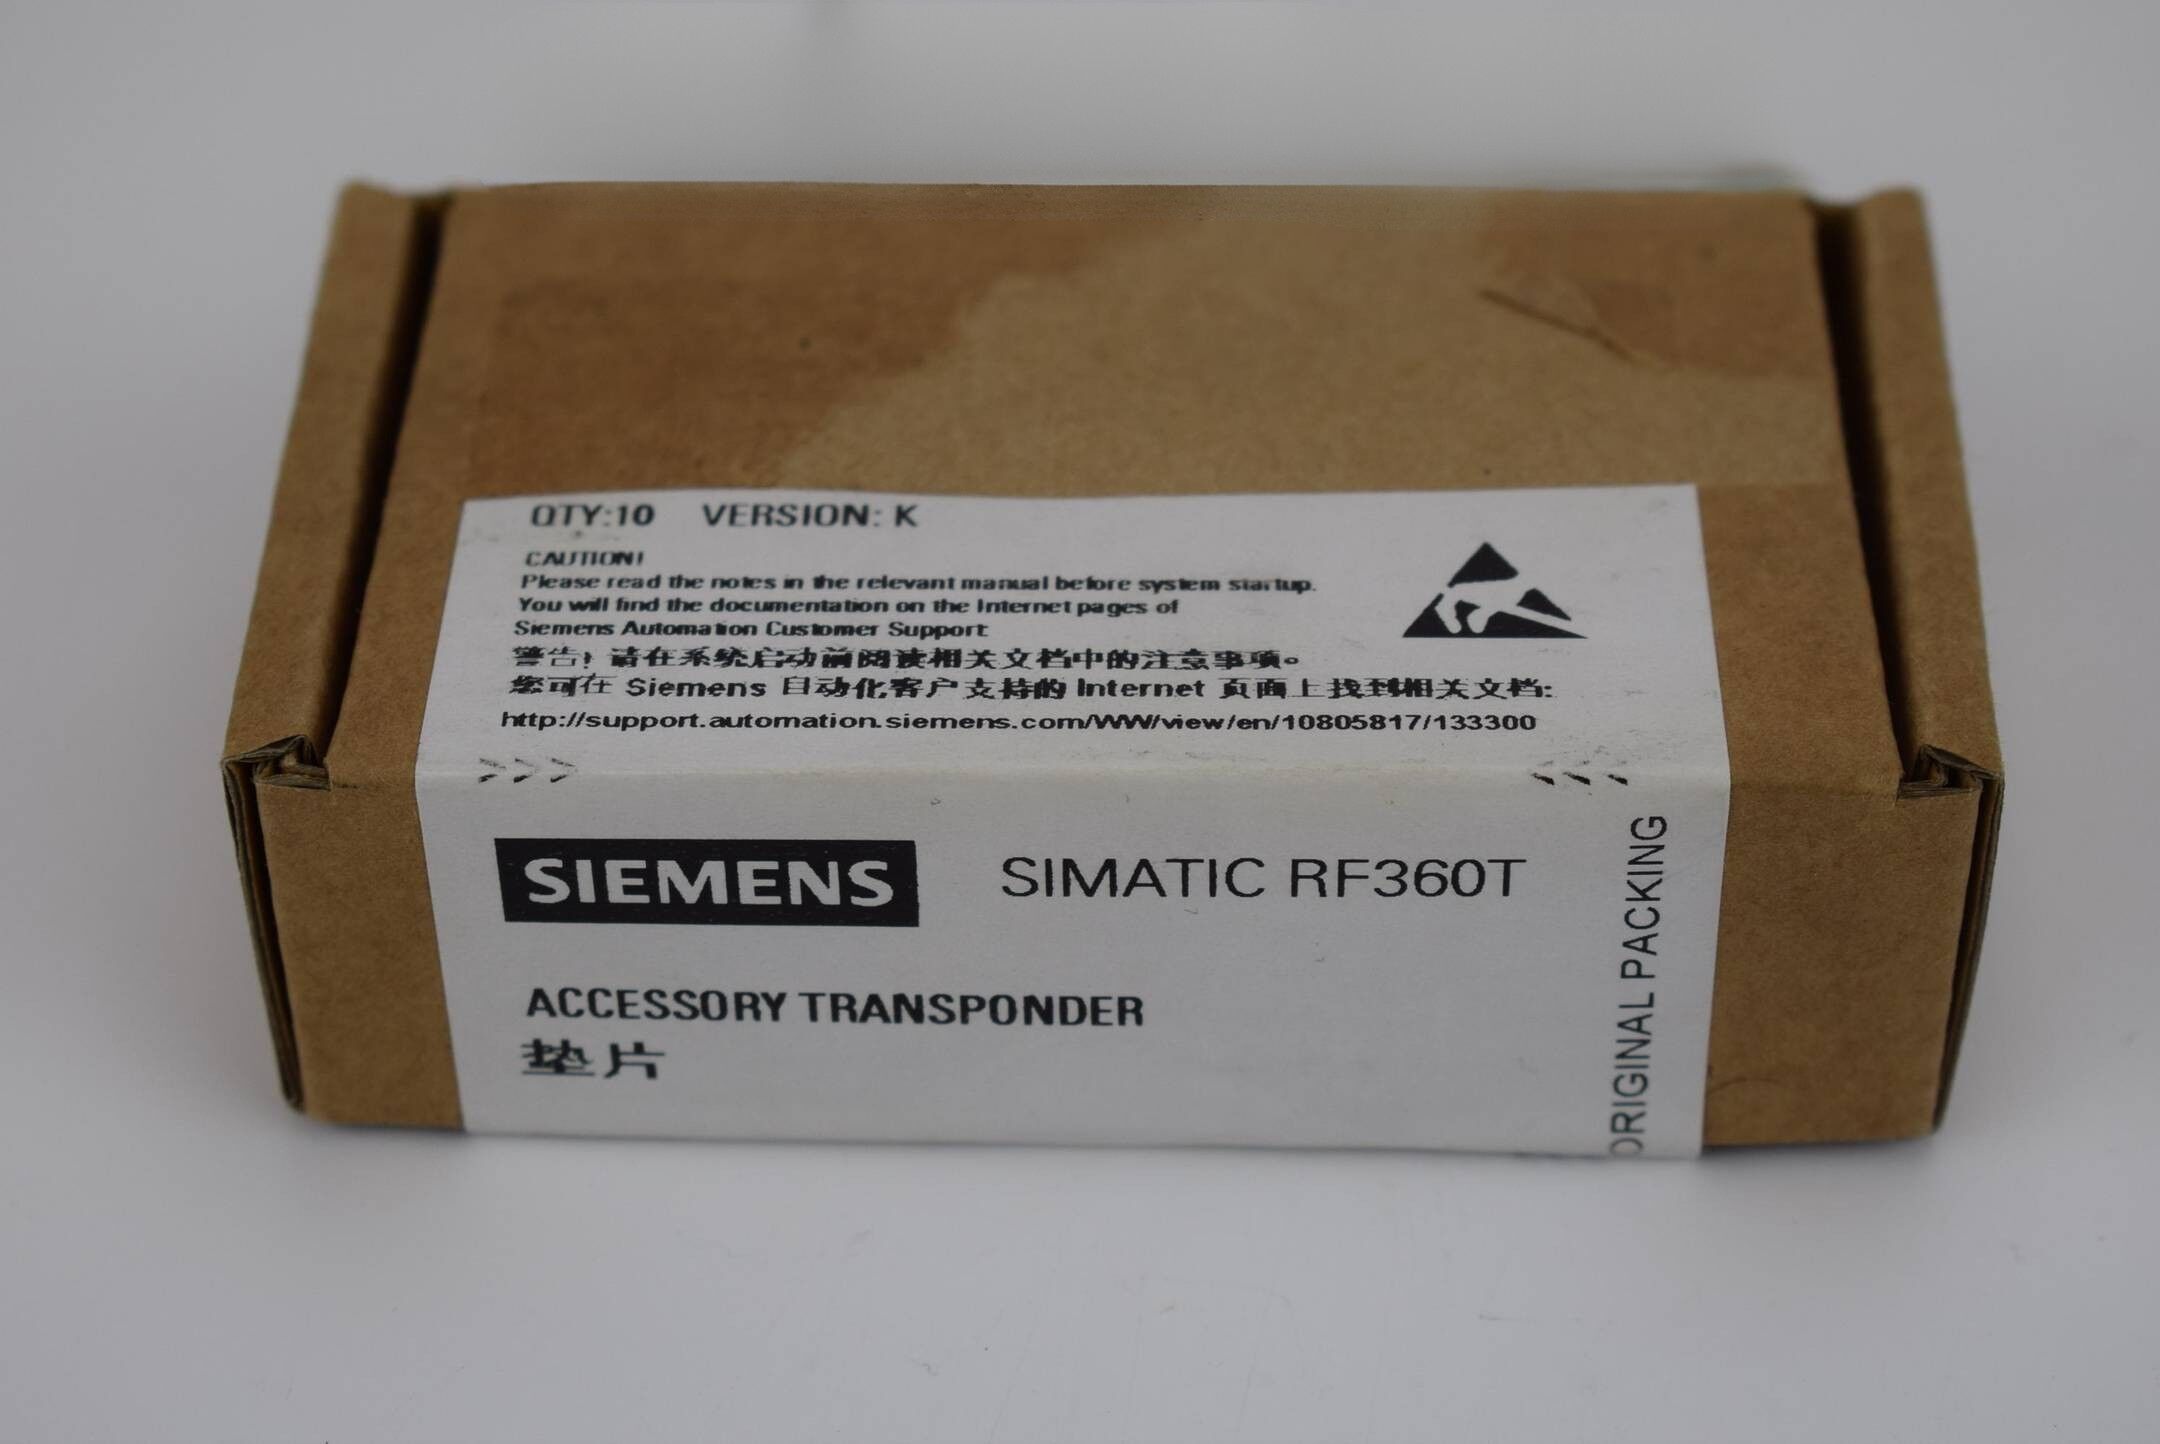 QTY:10 VERSION: K
CAUTION!
Please read the notes in the relevant manual before system startup.
You will find the documentation on the Internet pages of
Siemens Automation Customer Support
警告！请在系统启动前阅读相关文档中的注意事项。
您可在 Siemens 自动化客户支持的 Internet 页面上找到相关文档:
http://support.automation.siemens.com/WW/view/en/10805817/133300
>>> 
SIEMENS SIMATIC RF360T
ACCESSORY TRANSPONDER
垫片
ORIGINAL PACKING